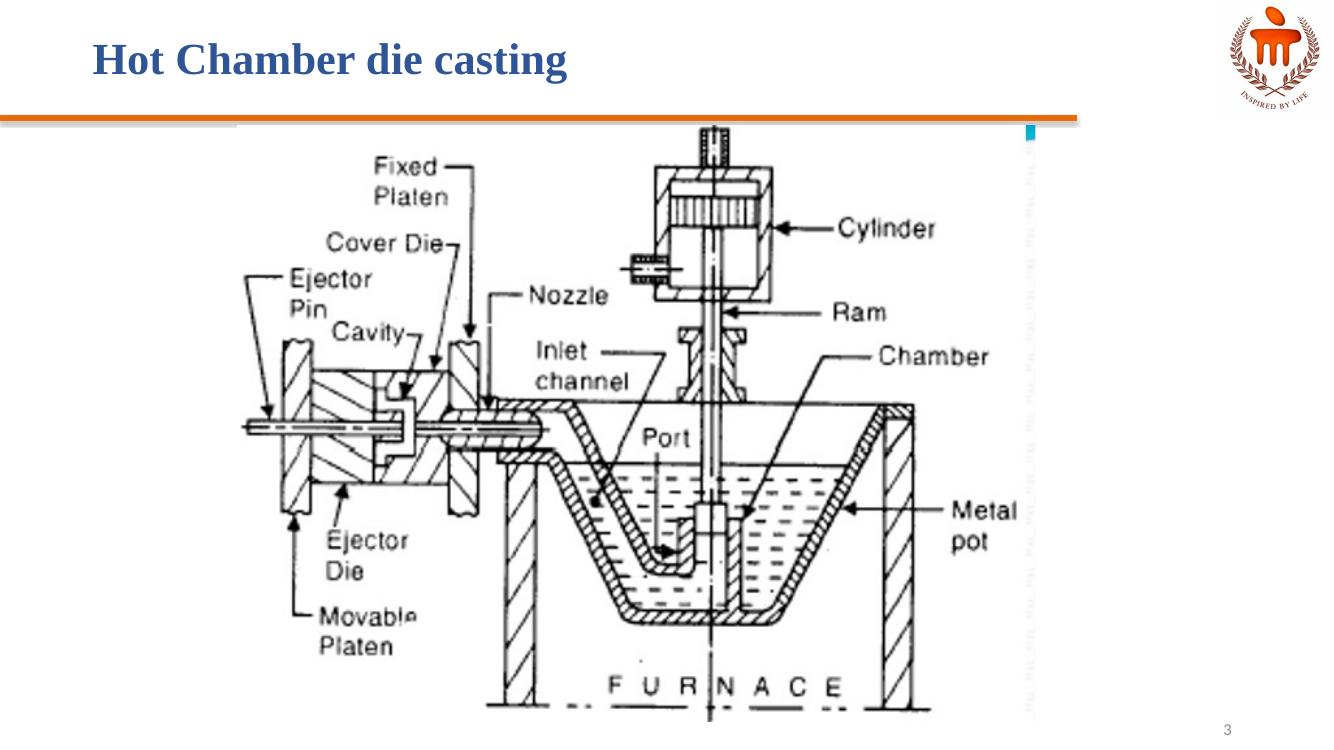 Hot Chamber die casting
INSPIRED BY LIFE
Fixed
Platen
Cylinder
Cover Die
Ejector
Pin
Nozzle
Ram
Cavity
Inlet
channel
Chamber
Port
Metal
pot
Ejector
Die
Movable
Platen
FURNACE
3